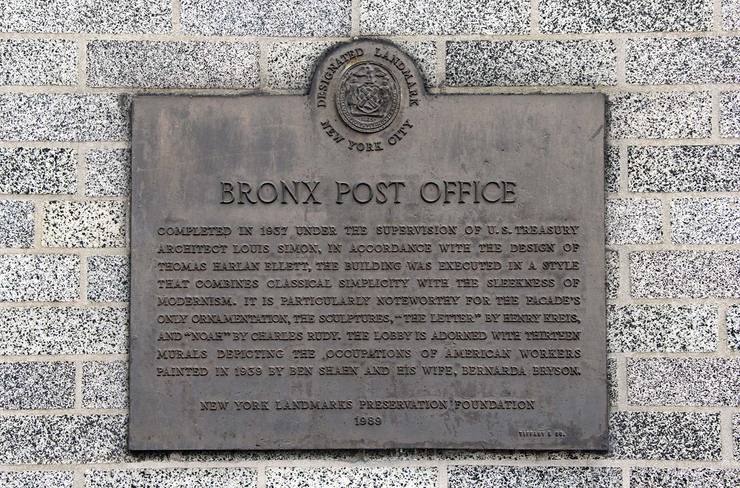 DESIGNATED LANDMARK
NEW YORK CITY
BRONX POST OFFICE
COMPLETED IN 1937 UNDER THE SUPERVISION OF U.S. TREASURY
ARCHITECT LOUIS SIMON, IN ACCORDANCE WITH THE DESIGN OF
THOMAS HARLAN ELLETT, THE BUILDING WAS EXECUTED IN A STYLE
THAT COMBINES CLASSICAL SIMPLICITY WITH THE SLEEKNESS OF
MODERNISM. IT IS PARTICULARLY NOTEWORTHY FOR THE FACADE'S
ONLY ORNAMENTATION, THE SCULPTURES, "THE LETTER" BY HENRY KREIS,
AND "NOAH" BY CHARLES RUDY. THE LOBBY IS ADORNED WITH THIRTEEN
MURALS DEPICTING THE OCCUPATIONS OF AMERICAN WORKERS
PAINTED IN 1939 BY BEN SHAHN AND HIS WIFE, BERNARDA BRYSON.
NEW YORK LANDMARKS PRESERVATION FOUNDATION
1989
TIFFANY & CO.